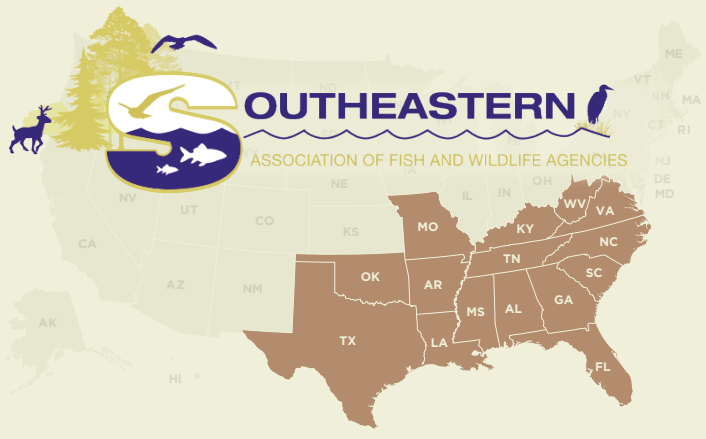 SOUTHEASTERN
ASSOCIATION OF FISH AND WILDLIFE AGENCIES
ME
VT
NH
NY
MA
CT
RI
NJ
DE
MD
OH
IN
IL
IA
NE
NV
UT
CO
KS
CA
AZ
NM
AK
HI
WV
VA
MO
KY
NC
TN
OK
AR
SC
MS
AL
GA
TX
LA
FL